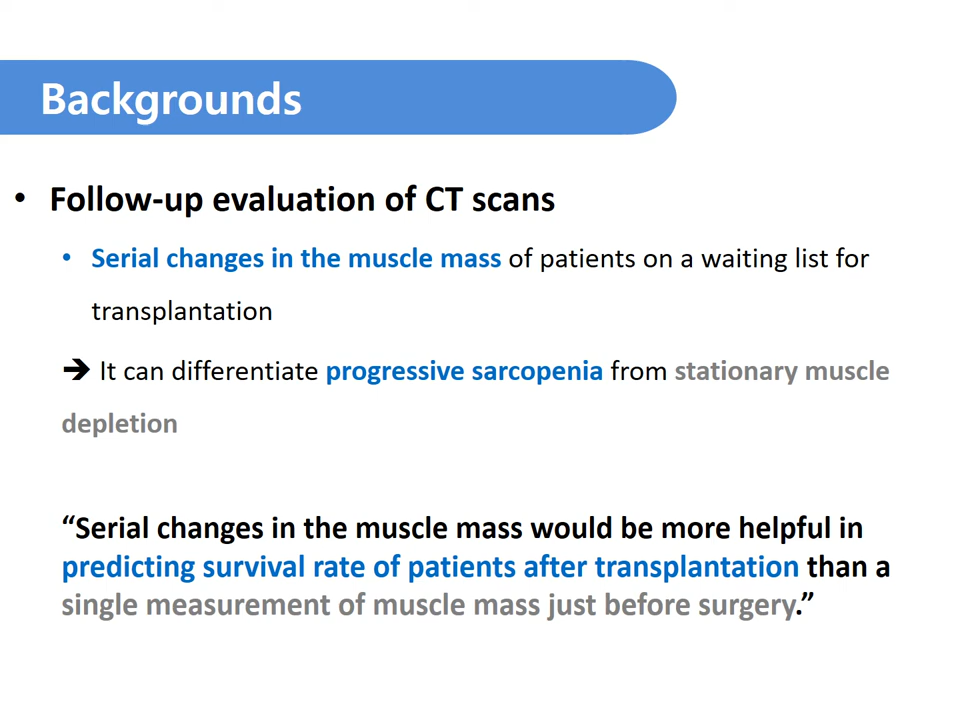 Backgrounds
• Follow-up evaluation of CT scans
• Serial changes in the muscle mass of patients on a waiting list for
transplantation
➔ It can differentiate progressive sarcopenia from stationary muscle
depletion
“Serial changes in the muscle mass would be more helpful in
predicting survival rate of patients after transplantation than a
single measurement of muscle mass just before surgery.”